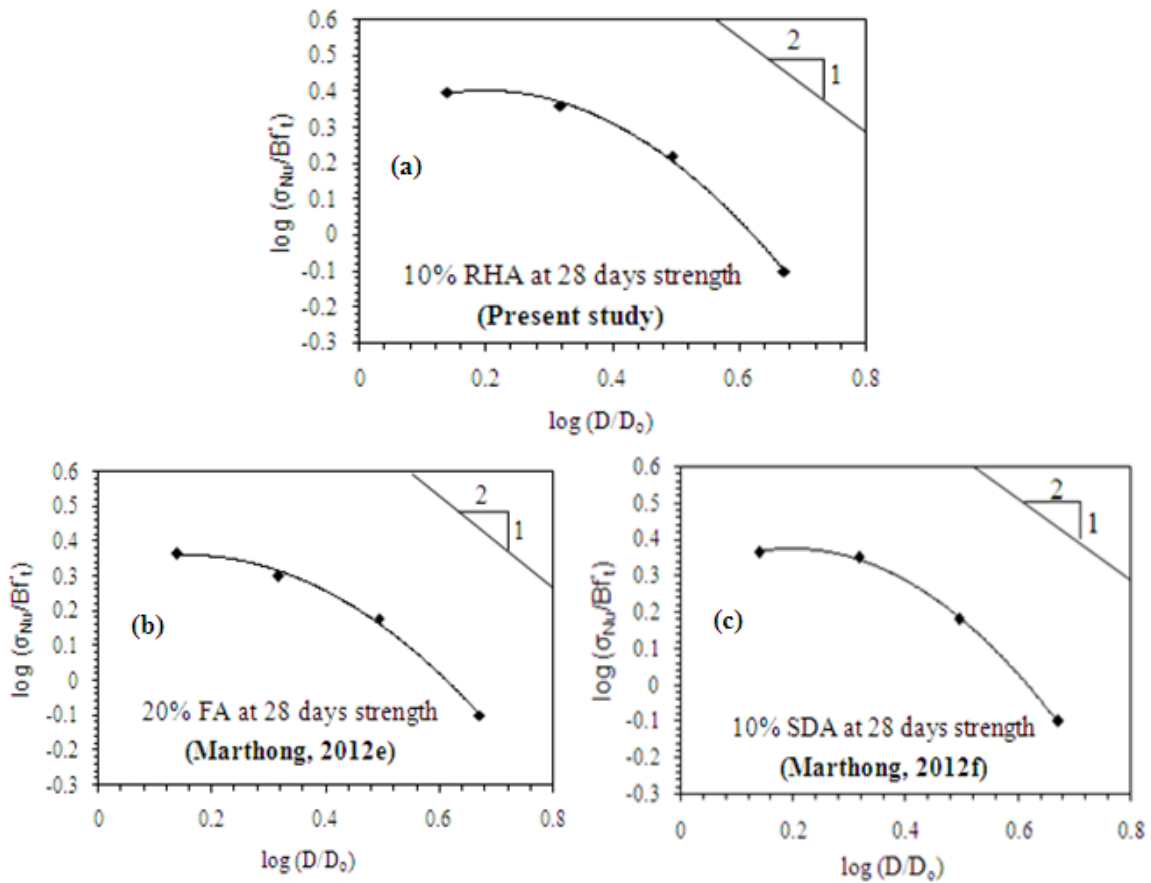 0.6
0.5
0.4
0.3
0.2
0.1
0
-0.1
-0.2
-0.3
log (σNu/Bf't)
2
1
(a)
10% RHA at 28 days strength
(Present study)
0 0.2 0.4 0.6 0.8
log (D/Do)
0.6
0.5
0.4
0.3
0.2
0.1
0
-0.1
-0.2
-0.3
log (σNu/Bf't)
2
1
(b)
20% FA at 28 days strength
(Marthong, 2012e)
0 0.2 0.4 0.6 0.8
log (D/Do)
0.6
0.5
0.4
0.3
0.2
0.1
0
-0.1
-0.2
-0.3
log (σNu/Bf't)
2
1
(c)
10% SDA at 28 days strength
(Marthong, 2012f)
0 0.2 0.4 0.6 0.8
log (D/Do)